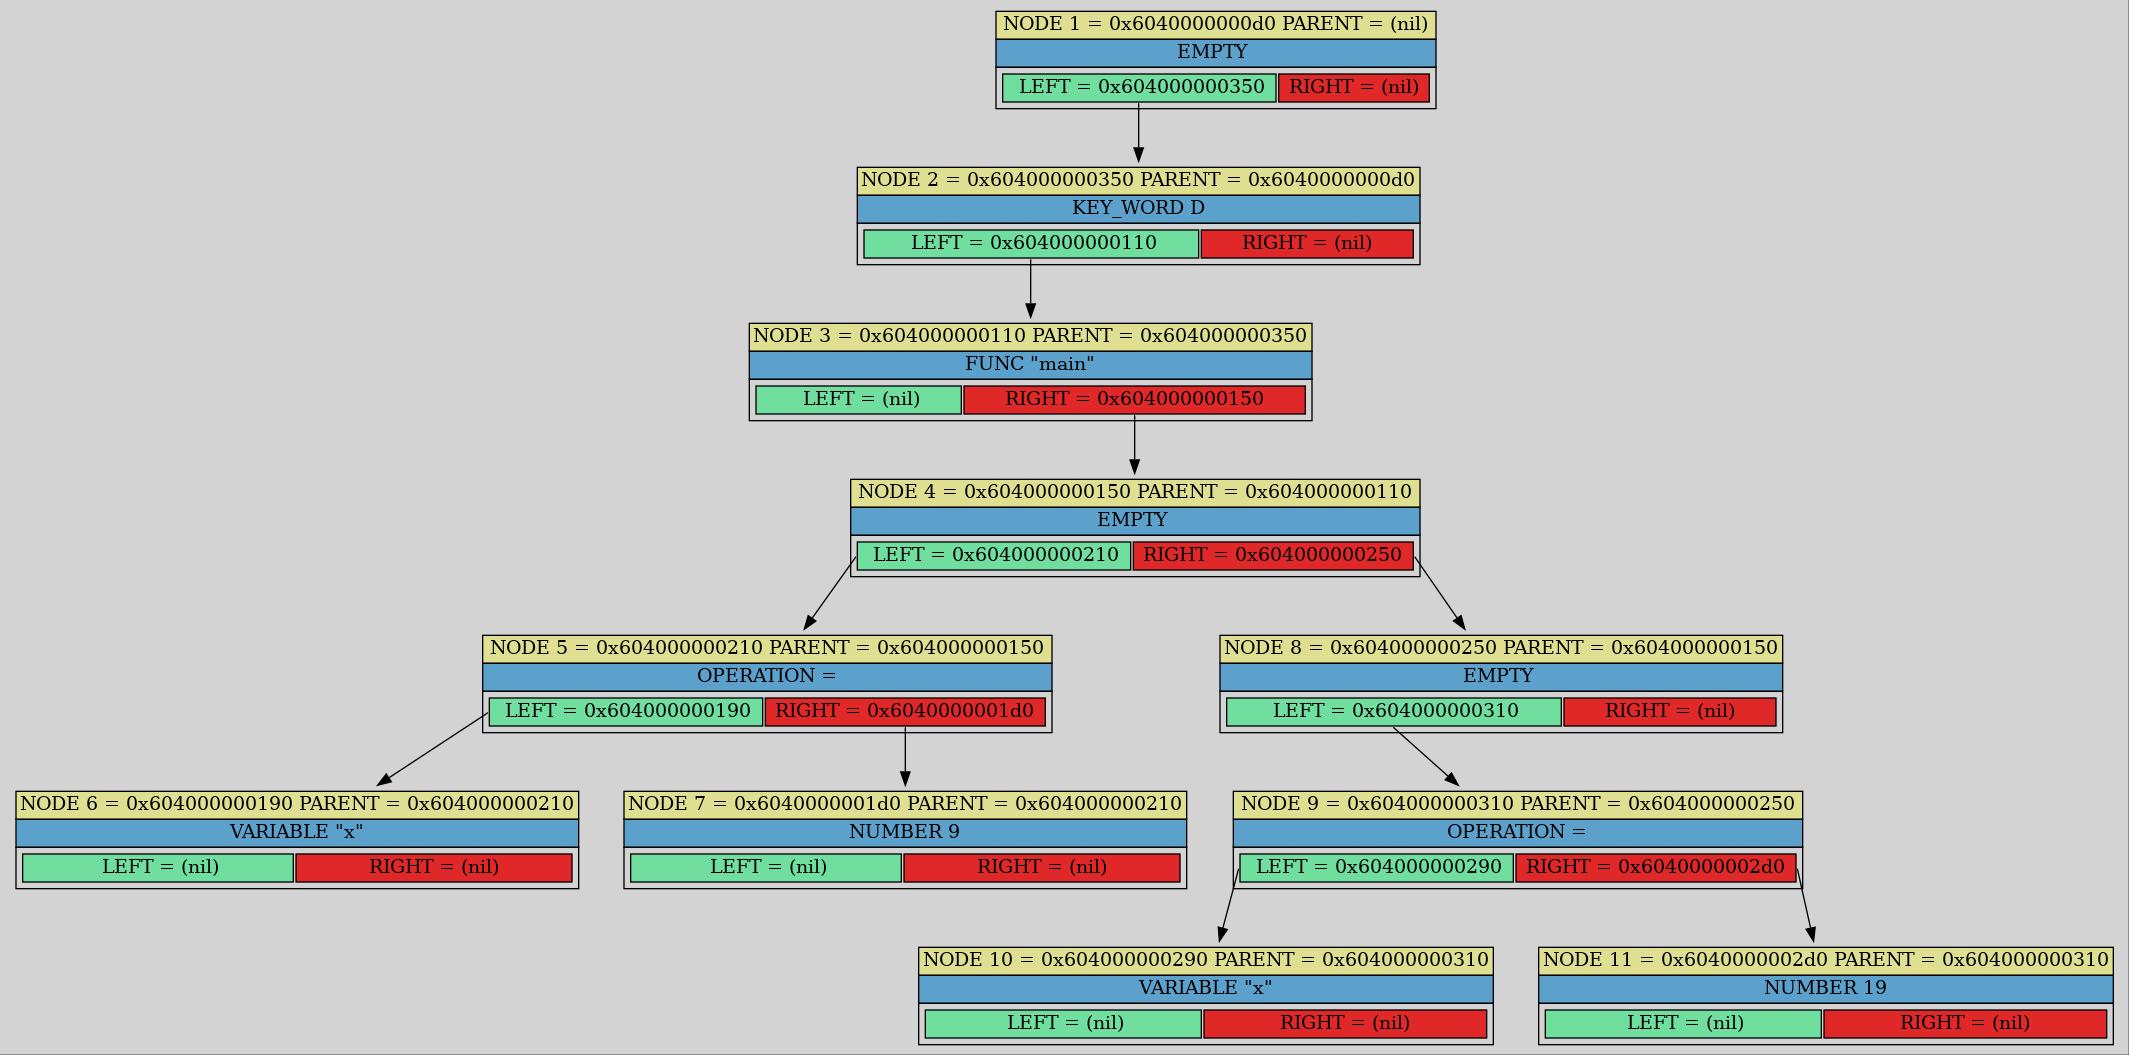 NODE 1 = 0x6040000000d0 PARENT = (nil)
EMPTY
LEFT = 0x604000000350 RIGHT = (nil)
NODE 2 = 0x604000000350 PARENT = 0x6040000000d0
KEY_WORD D
LEFT = 0x604000000110 RIGHT = (nil)
NODE 3 = 0x604000000110 PARENT = 0x604000000350
FUNC "main"
LEFT = (nil) RIGHT = 0x604000000150
NODE 4 = 0x604000000150 PARENT = 0x604000000110
EMPTY
LEFT = 0x604000000210 RIGHT = 0x604000000250
NODE 5 = 0x604000000210 PARENT = 0x604000000150
OPERATION =
LEFT = 0x604000000190 RIGHT = 0x6040000001d0
NODE 8 = 0x604000000250 PARENT = 0x604000000150
EMPTY
LEFT = 0x604000000310 RIGHT = (nil)
NODE 6 = 0x604000000190 PARENT = 0x604000000210
VARIABLE "x"
LEFT = (nil) RIGHT = (nil)
NODE 7 = 0x6040000001d0 PARENT = 0x604000000210
NUMBER 9
LEFT = (nil) RIGHT = (nil)
NODE 9 = 0x604000000310 PARENT = 0x604000000250
OPERATION =
LEFT = 0x604000000290 RIGHT = 0x6040000002d0
NODE 10 = 0x604000000290 PARENT = 0x604000000310
VARIABLE "x"
LEFT = (nil) RIGHT = (nil)
NODE 11 = 0x6040000002d0 PARENT = 0x604000000310
NUMBER 19
LEFT = (nil) RIGHT = (nil)